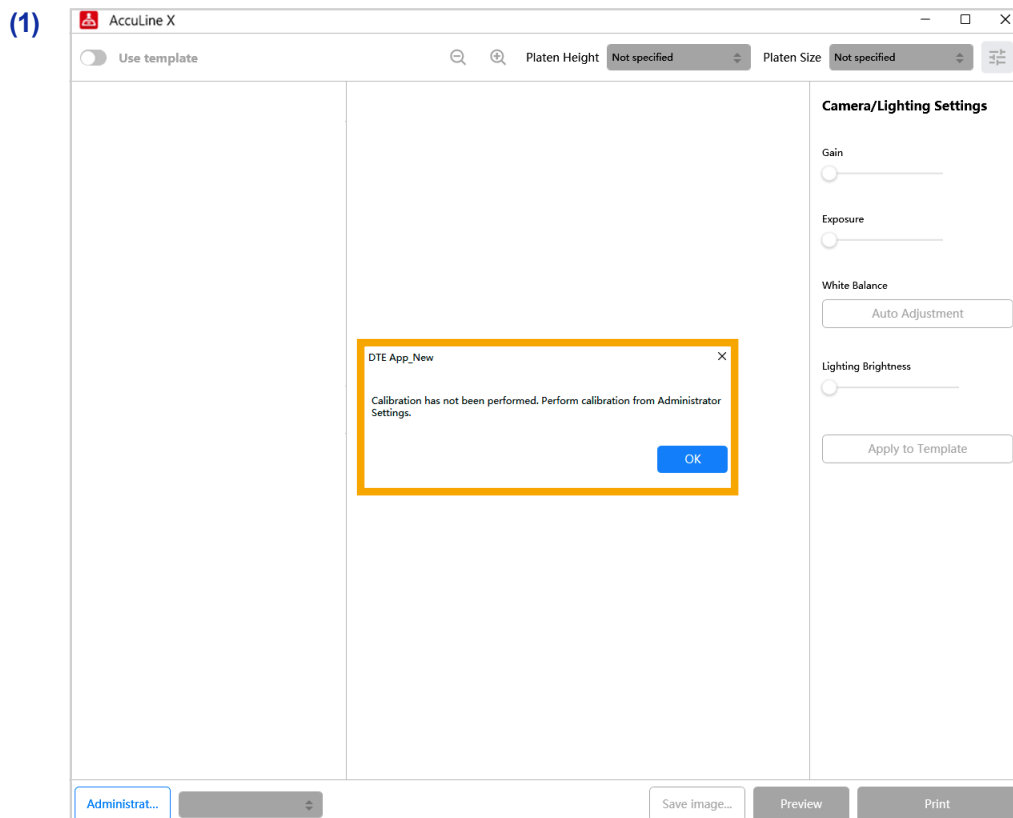 (1)
AccuLine X
Use template
Platen Height Not specified Platen Size Not specified
Camera/Lighting Settings
Gain
Exposure
White Balance
Auto Adjustment
DTE App_New
Lighting Brightness
Calibration has not been performed. Perform calibration from Administrator
Settings.
Apply to Template
OK
Administrat...
Save image... Preview Print